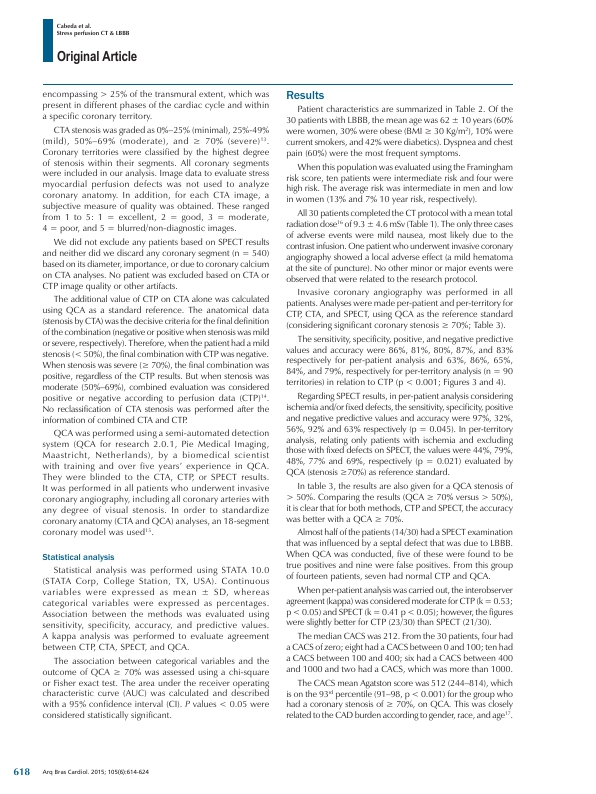 Cabeda et al.
Stress perfusion CT & LBBB
Original Article
encompassing > 25% of the transmural extent, which was
present in different phases of the cardiac cycle and within
a specific coronary territory.
CTA stenosis was graded as 0%–25% (minimal), 25%-49%
(mild), 50%–69% (moderate), and ≥ 70% (severe)¹³.
Coronary territories were classified by the highest degree
of stenosis within their segments. All coronary segments
were included in our analysis. Image data to evaluate stress
myocardial perfusion defects was not used to analyze
coronary anatomy. In addition, for each CTA image, a
subjective measure of quality was obtained. These ranged
from 1 to 5: 1 = excellent, 2 = good, 3 = moderate,
4 = poor, and 5 = blurred/non-diagnostic images.
We did not exclude any patients based on SPECT results
and neither did we discard any coronary segment (n = 540)
based on its diameter, importance, or due to coronary calcium
on CTA analyses. No patient was excluded based on CTA or
CTP image quality or other artifacts.
The additional value of CTP on CTA alone was calculated
using QCA as a standard reference. The anatomical data
(stenosis by CTA) was the decisive criteria for the final definition
of the combination (negative or positive when stenosis was mild
or severe, respectively). Therefore, when the patient had a mild
stenosis (< 50%), the final combination with CTP was negative.
When stenosis was severe (≥ 70%), the final combination was
positive, regardless of the CTP results. But when stenosis was
moderate (50%–69%), combined evaluation was considered
positive or negative according to perfusion data (CTP)¹⁴.
No reclassification of CTA stenosis was performed after the
information of combined CTA and CTP.
QCA was performed using a semi-automated detection
system (QCA for research 2.0.1, Pie Medical Imaging,
Maastricht, Netherlands), by a biomedical scientist
with training and over five years' experience in QCA.
They were blinded to the CTA, CTP, or SPECT results.
It was performed in all patients who underwent invasive
coronary angiography, including all coronary arteries with
any degree of visual stenosis. In order to standardize
coronary anatomy (CTA and QCA) analyses, an 18-segment
coronary model was used¹⁵.
Statistical analysis
Statistical analysis was performed using STATA 10.0
(STATA Corp, College Station, TX, USA). Continuous
variables were expressed as mean ± SD, whereas
categorical variables were expressed as percentages.
Association between the methods was evaluated using
sensitivity, specificity, accuracy, and predictive values.
A kappa analysis was performed to evaluate agreement
between CTP, CTA, SPECT, and QCA.
The association between categorical variables and the
outcome of QCA ≥ 70% was assessed using a chi-square
or Fisher exact test. The area under the receiver operating
characteristic curve (AUC) was calculated and described
with a 95% confidence interval (CI). P values < 0.05 were
considered statistically significant.
Results
Patient characteristics are summarized in Table 2. Of the
30 patients with LBBB, the mean age was 62 ± 10 years (60%
were women, 30% were obese (BMI ≥ 30 Kg/m²), 10% were
current smokers, and 42% were diabetics). Dyspnea and chest
pain (60%) were the most frequent symptoms.
When this population was evaluated using the Framingham
risk score, ten patients were intermediate risk and four were
high risk. The average risk was intermediate in men and low
in women (13% and 7% 10 year risk, respectively).
All 30 patients completed the CT protocol with a mean total
radiation dose¹⁶ of 9.3 ± 4.6 mSv (Table 1). The only three cases
of adverse events were mild nausea, most likely due to the
contrast infusion. One patient who underwent invasive coronary
angiography showed a local adverse effect (a mild hematoma
at the site of puncture). No other minor or major events were
observed that were related to the research protocol.
Invasive coronary angiography was performed in all
patients. Analyses were made per-patient and per-territory for
CTP, CTA, and SPECT, using QCA as the reference standard
(considering significant coronary stenosis ≥ 70%; Table 3).
The sensitivity, specificity, positive, and negative predictive
values and accuracy were 86%, 81%, 80%, 87%, and 83%
respectively for per-patient analysis and 63%, 86%, 65%,
84%, and 79%, respectively for per-territory analysis (n = 90
territories) in relation to CTP (p < 0.001; Figures 3 and 4).
Regarding SPECT results, in per-patient analysis considering
ischemia and/or fixed defects, the sensitivity, specificity, positive
and negative predictive values and accuracy were 97%, 32%,
56%, 92% and 63% respectively (p = 0.045). In per-territory
analysis, relating only patients with ischemia and excluding
those with fixed defects on SPECT, the values were 44%, 79%,
48%, 77% and 69%, respectively (p = 0.021) evaluated by
QCA (stenosis ≥70%) as reference standard.
In table 3, the results are also given for a QCA stenosis of
> 50%. Comparing the results (QCA ≥ 70% versus > 50%),
it is clear that for both methods, CTP and SPECT, the accuracy
was better with a QCA ≥ 70%.
Almost half of the patients (14/30) had a SPECT examination
that was influenced by a septal defect that was due to LBBB.
When QCA was conducted, five of these were found to be
true positives and nine were false positives. From this group
of fourteen patients, seven had normal CTP and QCA.
When per-patient analysis was carried out, the interobserver
agreement (kappa) was considered moderate for CTP (k = 0.53;
p < 0.05) and SPECT (k = 0.41 p < 0.05); however, the figures
were slightly better for CTP (23/30) than SPECT (21/30).
The median CACS was 212. From the 30 patients, four had
a CACS of zero; eight had a CACS between 0 and 100; ten had
a CACS between 100 and 400; six had a CACS between 400
and 1000 and two had a CACS, which was more than 1000.
The CACS mean Agatston score was 512 (244–814), which
is on the 93ʳᵈ percentile (91–98, p < 0.001) for the group who
had a coronary stenosis of ≥ 70%, on QCA. This was closely
related to the CAD burden according to gender, race, and age¹⁷.
618
Arq Bras Cardiol. 2015; 105(6):614-624